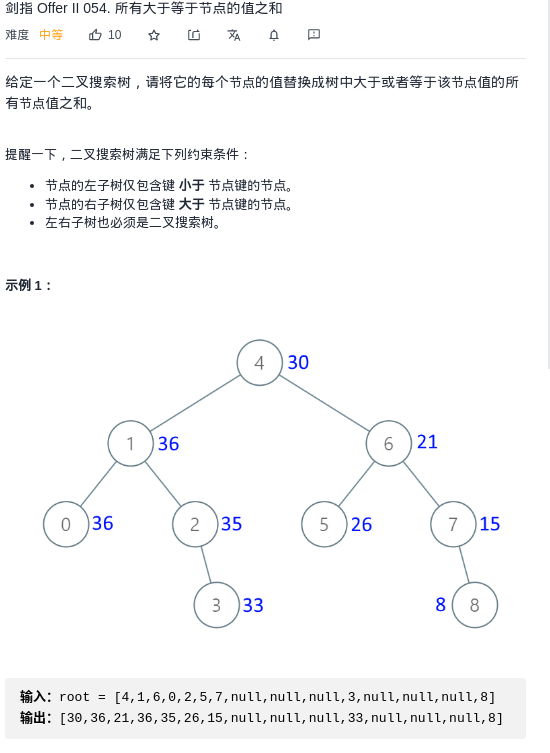 剑指 Offer II 054. 所有大于等于节点的值之和
难度 中等 10
给定一个二叉搜索树，请将它的每个节点的值替换成树中大于或者等于该节点值的所
有节点值之和。
提醒一下，二叉搜索树满足下列约束条件：
• 节点的左子树仅包含键 小于 节点键的节点。
• 节点的右子树仅包含键 大于 节点键的节点。
• 左右子树也必须是二叉搜索树。
示例 1：
4 30
1 36 6 21
0 36 2 35 5 26 7 15
3 33 8 8
输入：root = [4,1,6,0,2,5,7,null,null,null,3,null,null,null,8]
输出：[30,36,21,36,35,26,15,null,null,null,33,null,null,null,8]